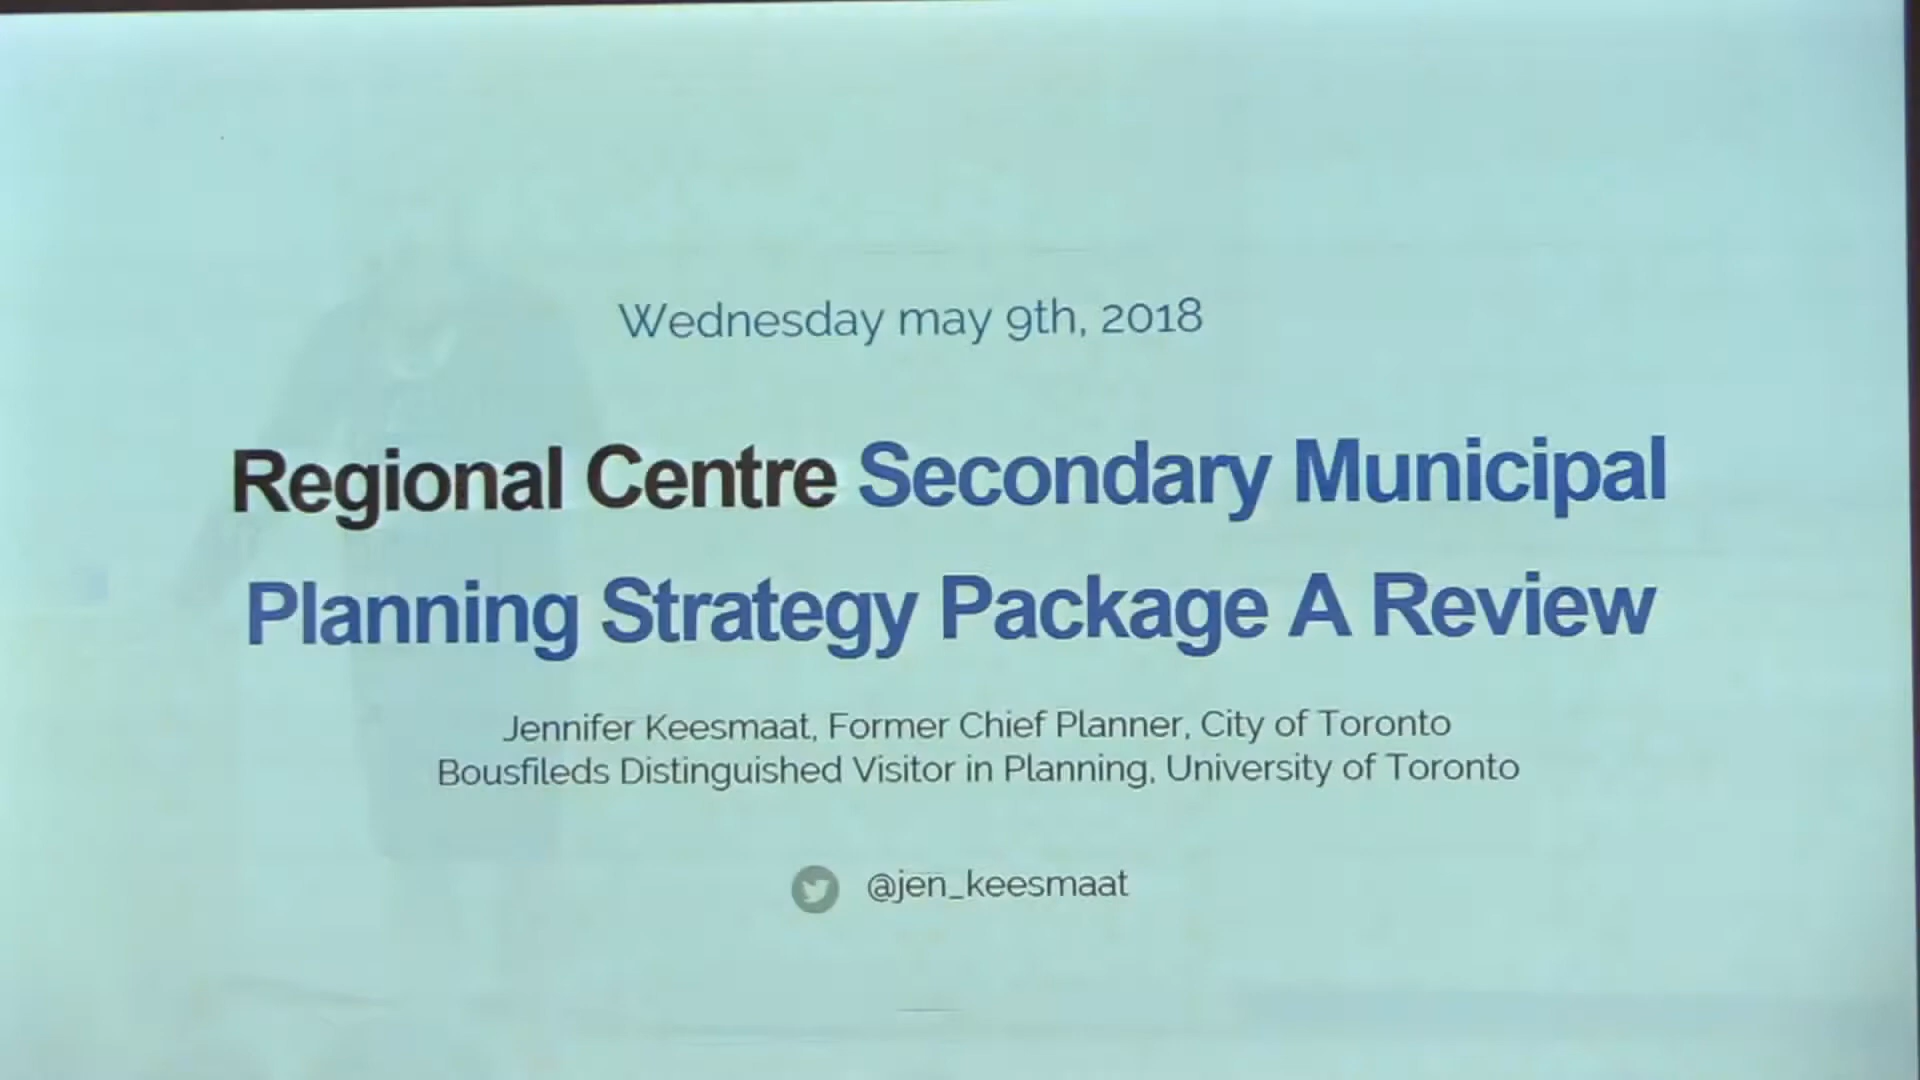 Wednesday may 9th, 2018
Regional Centre Secondary Municipal
Planning Strategy Package A Review
Jennifer Keesmaat, Former Chief Planner, City of Toronto
Bousfileds Distinguished Visitor in Planning, University of Toronto
@jen_keesmaat